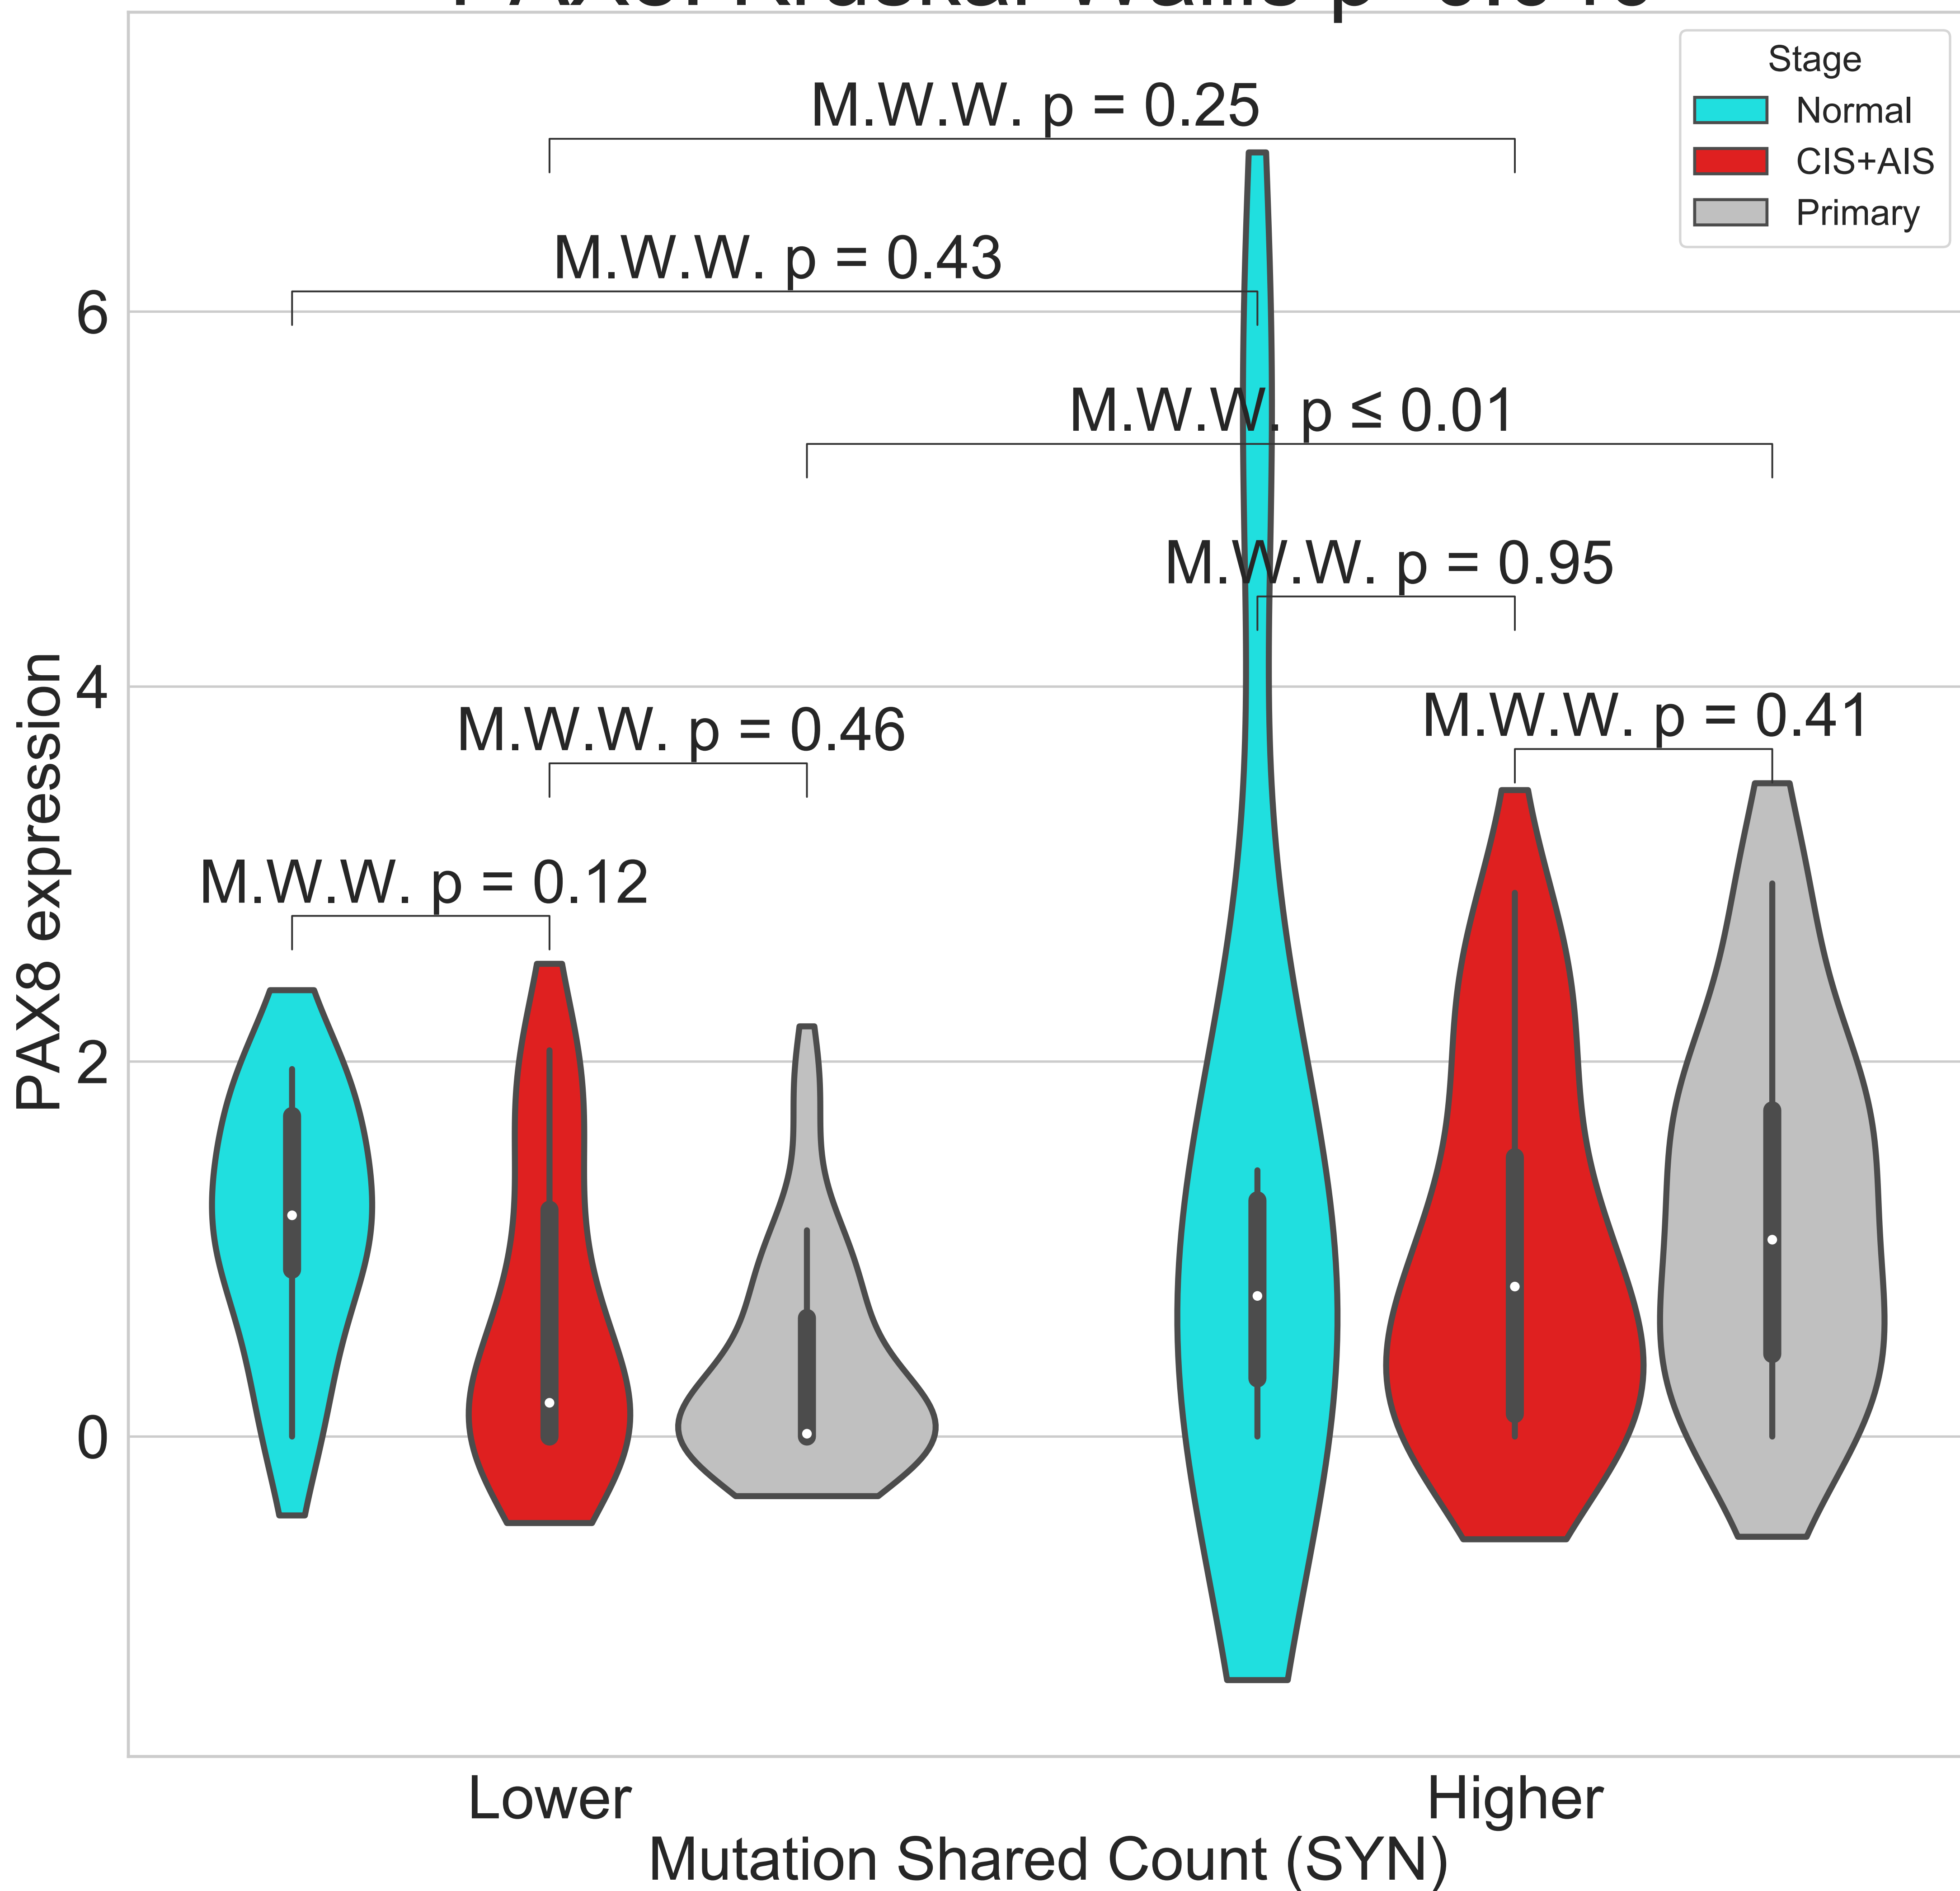 Stage
Normal
CIS+AIS
Primary
M.W.W. p = 0.25
M.W.W. p = 0.43
M.W.W. p ≤ 0.01
M.W.W. p = 0.95
M.W.W. p = 0.46
M.W.W. p = 0.41
M.W.W. p = 0.12
6
4
2
0
PAX8 expression
Lower
Higher
Mutation Shared Count (SYN)